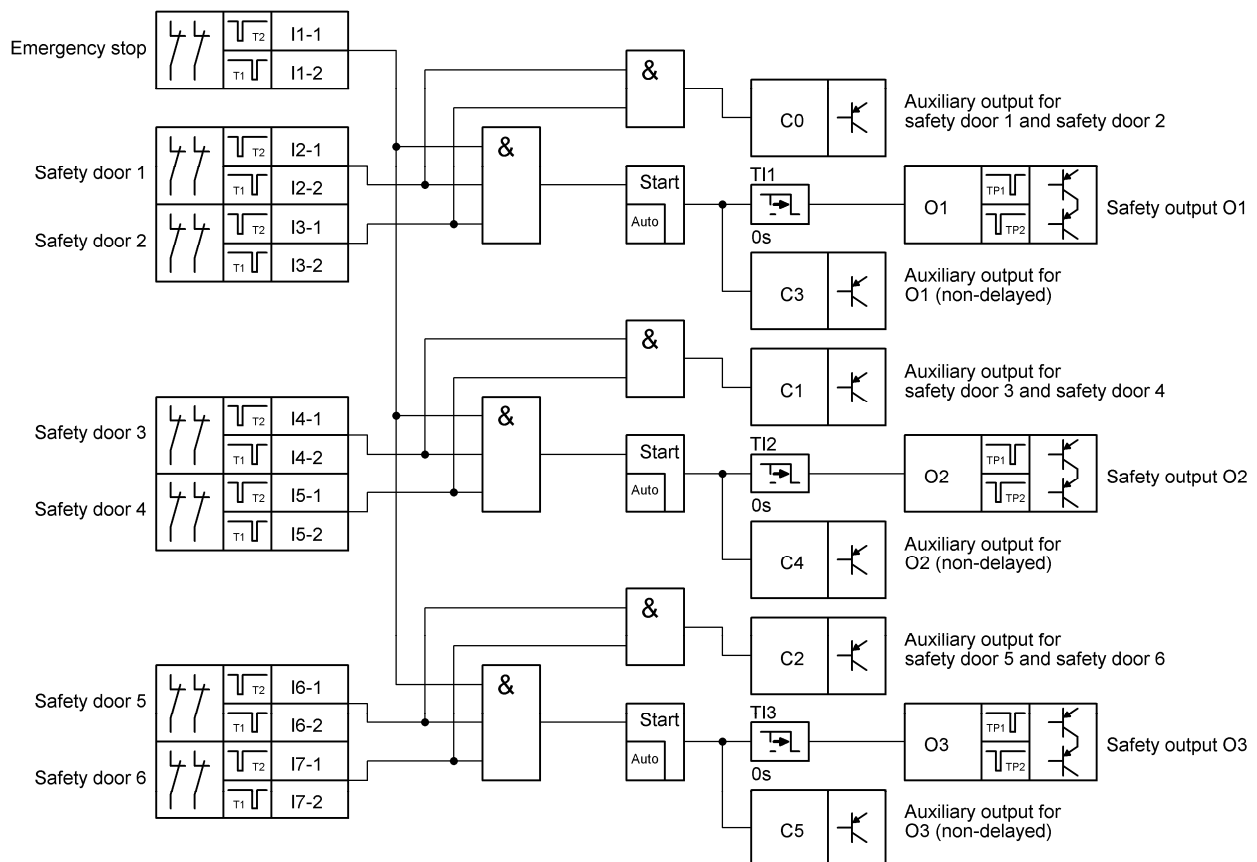 Emergency stop
T2 I1-1
T1 I1-2
Safety door 1
T2 I2-1
T1 I2-2
Safety door 2
T2 I3-1
T1 I3-2
&
&
C0
Auxiliary output for
safety door 1 and safety door 2
Start
Auto
TI1
0s
O1
TP1
TP2
Safety output O1
C3
Auxiliary output for
O1 (non-delayed)
Safety door 3
T2 I4-1
T1 I4-2
Safety door 4
T2 I5-1
T1 I5-2
&
&
C1
Auxiliary output for
safety door 3 and safety door 4
Start
Auto
TI2
0s
O2
TP1
TP2
Safety output O2
C4
Auxiliary output for
O2 (non-delayed)
Safety door 5
T2 I6-1
T1 I6-2
Safety door 6
T2 I7-1
T1 I7-2
&
&
C2
Auxiliary output for
safety door 5 and safety door 6
Start
Auto
TI3
0s
O3
TP1
TP2
Safety output O3
C5
Auxiliary output for
O3 (non-delayed)